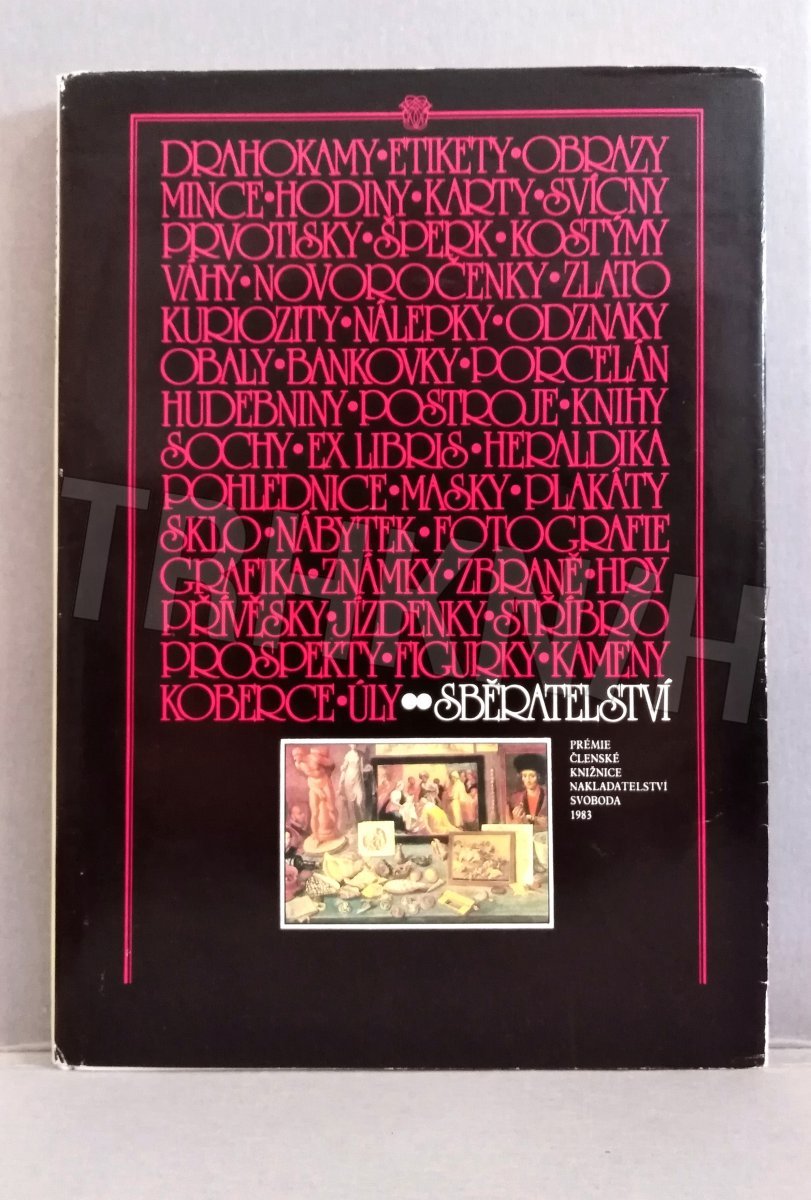 DRAHOKAMY•ETIKETY•OBRAZY
MINCE•HODINY•KARTY•SVÍCNY
PRVOTISKY•ŠPERK•KOSTÝMY
VÁHY•NOVOROČENKY•ZLATO
KURIOZITY•NÁLEPKY•ODZNAKY
OBALY•BANKOVKY•PORCELÁN
HUDEBNINY•POSTROJE•KNIHY
SOCHY•EX LIBRIS•HERALDIKA
POHLEDNICE•MASKY•PLAKÁTY
SKLO•NÁBYTEK•FOTOGRAFIE
GRAFIKA•ZNÁMKY•ZBRANĚ•HRY
PŘÍVĚSKY•JÍZDENKY•STŘÍBRO
PROSPEKTY•FIGURKY•KAMENY
KOBERCE•ÚLY••SBĚRATELSTVÍ
PRÉMIE
ČLENSKÉ
KNIŽNICE
NAKLADATELSTVÍ
SVOBODA
1983
TRHKNIH